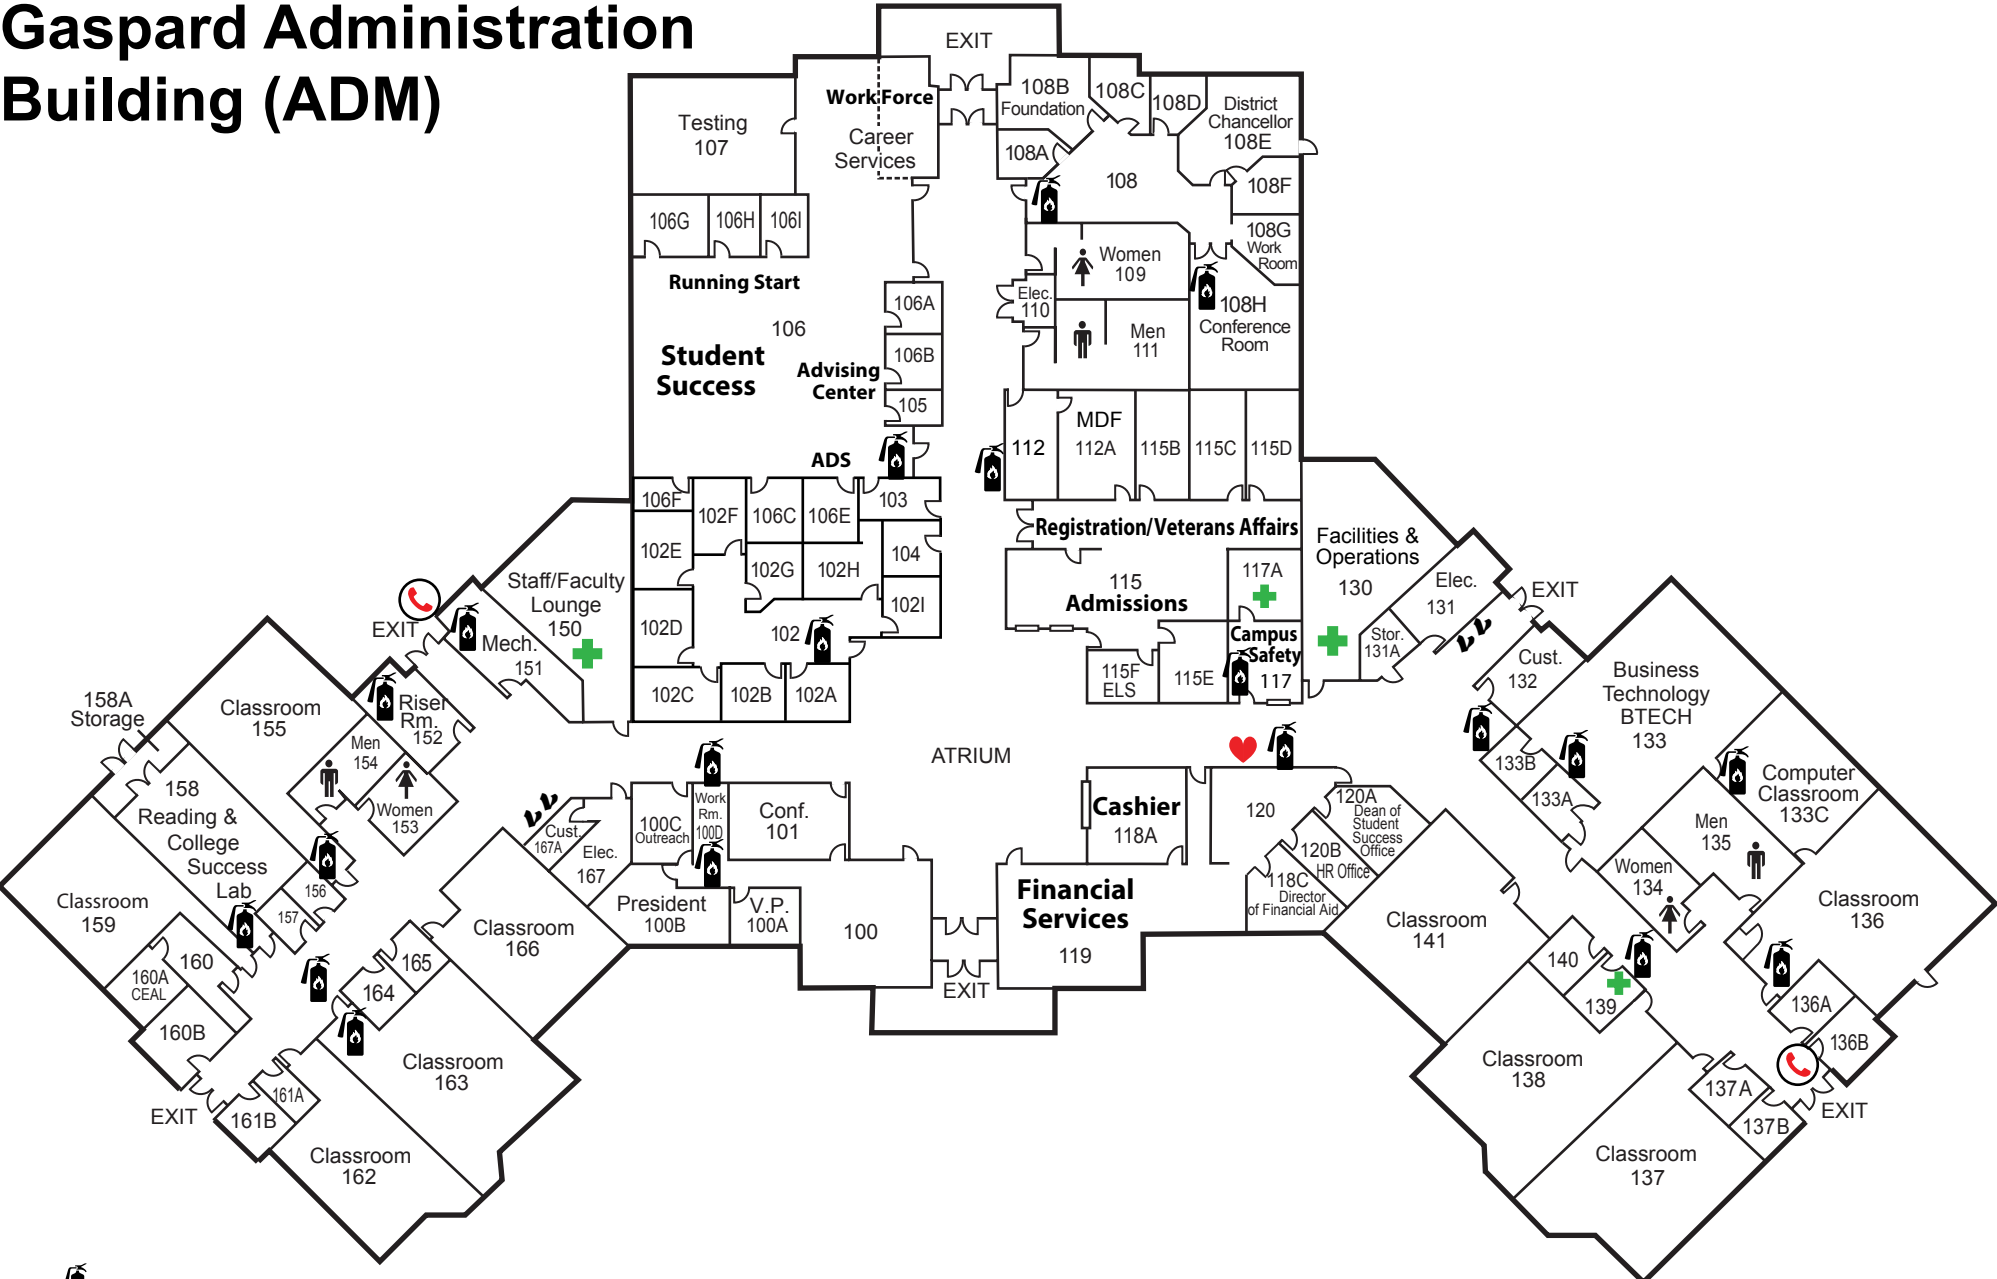 Gaspard Administration
Building (ADM)
EXIT
Work Force
Career
Services
Testing
107
106G
106H
106I
Running Start
106
Student
Success
Advising
Center
106A
106B
105
ADS
103
104
106F
102F
106C
106E
102E
102G
102H
102I
102D
102
102C
102B
102A
108B
Foundation
108C
108D
District
Chancellor
108E
108A
108
108F
108G
Work
Room
Women
109
Elec.
110
Men
111
108H
Conference
Room
112
MDF
112A
115B
115C
115D
Registration/Veterans Affairs
115
Admissions
117A
Campus
Safety
117
115F
ELS
115E
Facilities &
Operations
130
Elec.
131
Stor.
131A
EXIT
Cust.
132
Business
Technology
BTECH
133
133B
133A
Computer
Classroom
133C
Men
135
Women
134
Classroom
136
136A
136B
EXIT
137A
137B
Classroom
137
Classroom
138
139
140
Classroom
141
Staff/Faculty
Lounge
150
Mech.
151
EXIT
Riser
Rm.
152
Classroom
155
Men
154
Women
153
158A
Storage
158
Reading &
College
Success
Lab
156
157
Classroom
159
160
160A
CEAL
160B
EXIT
161A
161B
Classroom
162
Classroom
163
164
165
Classroom
166
Cust.
167A
Elec.
167
100C
Outreach
Work
Rm.
100D
Conf.
101
President
100B
V.P.
100A
100
ATRIUM
EXIT
Cashier
118A
Financial
Services
119
120
120A
Dean of
Student
Success
Office
120B
HR Office
118C
Director
of Financial Aid